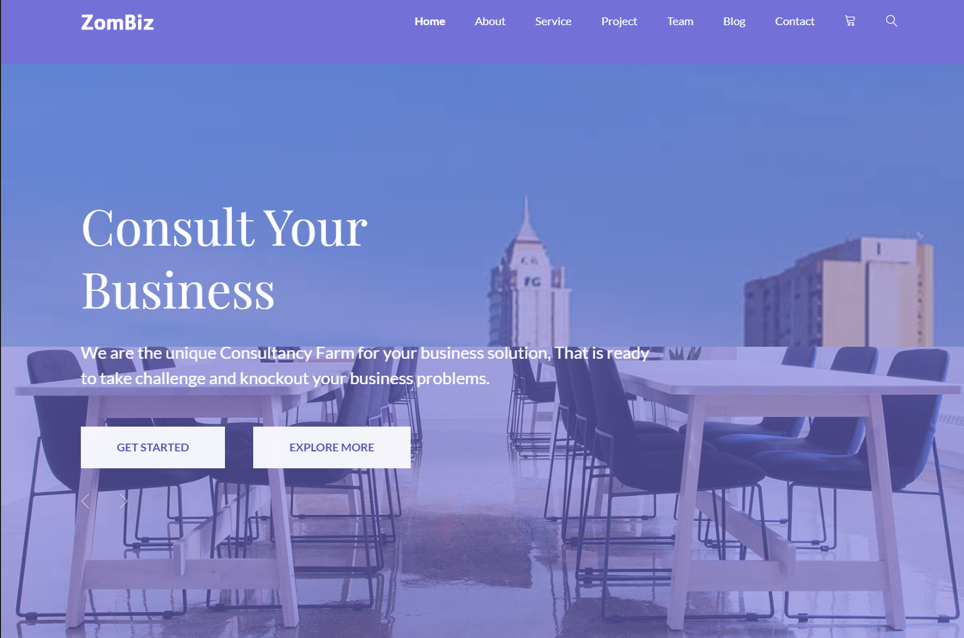 ZomBiz
Home About Service Project Team Blog Contact
FG
Consult Your
Business
We are the unique Consultancy Farm for your business solution, That is ready
to take challenge and knockout your business problems.
GET STARTED EXPLORE MORE